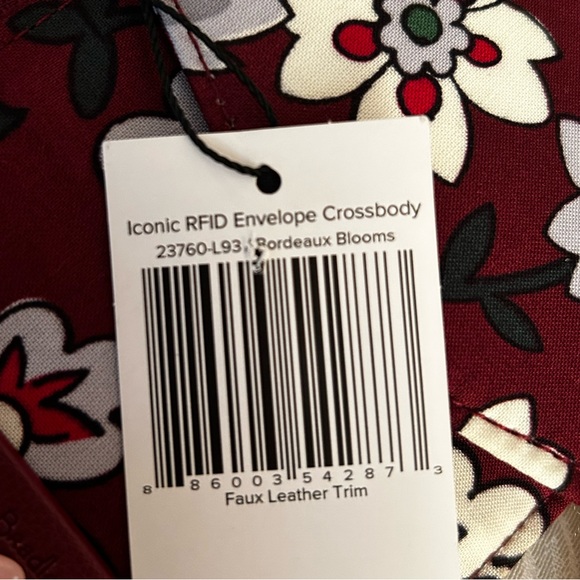 Iconic RFID Envelope Crossbody
23760-L93 Bordeaux Blooms
8 86003 54287 3
Faux Leather Trim